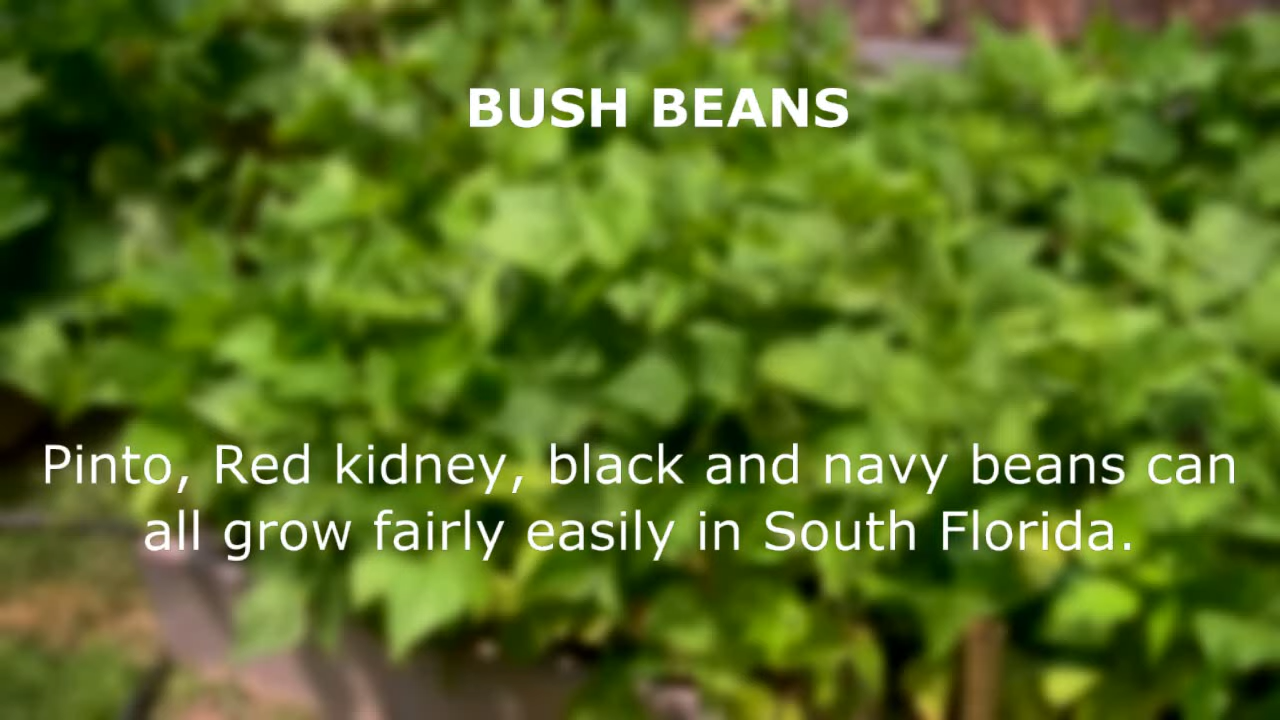 BUSH BEANS
Pinto, Red kidney, black and navy beans can
all grow fairly easily in South Florida.